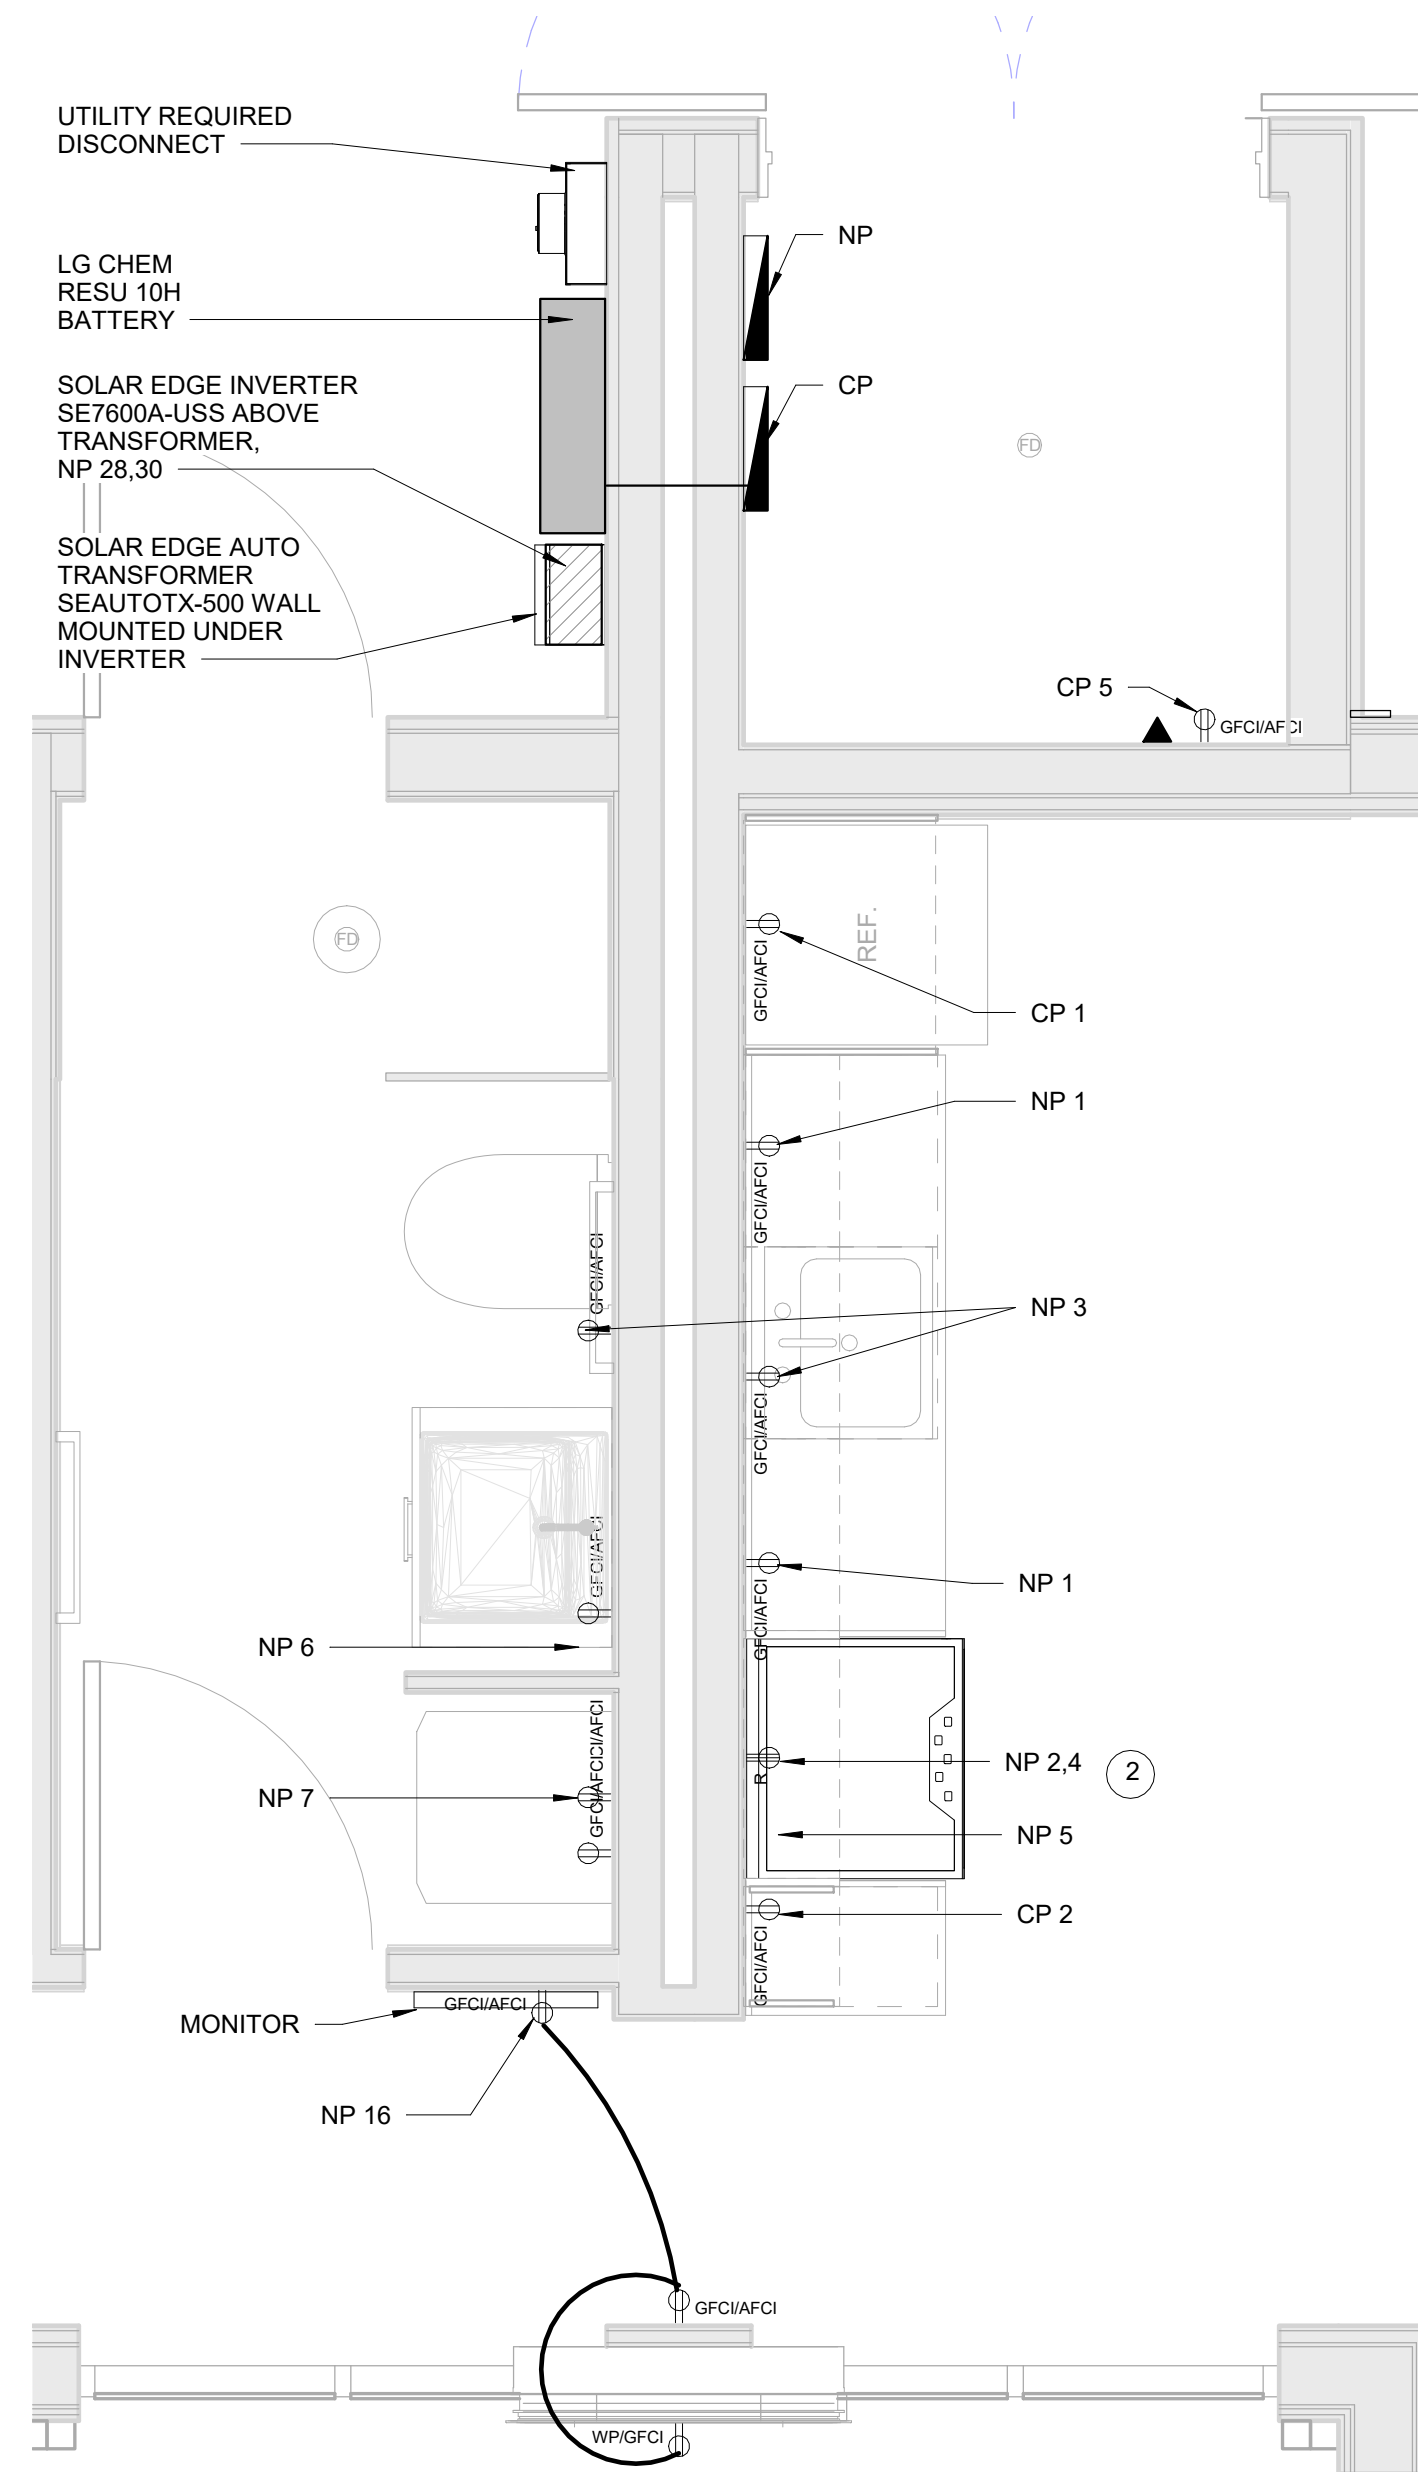 UTILITY REQUIRED
DISCONNECT
LG CHEM
RESU 10H
BATTERY
NP
SOLAR EDGE INVERTER
SE7600A-USS ABOVE
TRANSFORMER,
NP 28,30
CP
FD
SOLAR EDGE AUTO
TRANSFORMER
SEAUTOTX-500 WALL
MOUNTED UNDER
INVERTER
CP 5
GFCI/AFCI
FD
REF.
GFCI/AFCI
CP 1
NP 1
GFCI/AFCI
GFCI/AFCI
NP 3
GFCI/AFCI
GFCI/AFCI
NP 1
GFCI/AFCI
NP 6
GFCI/AFCI
GFCI/AFCI
NP 7
R
NP 2,4
2
NP 5
CP 2
GFCI/AFCI
GFCI/AFCI
MONITOR
NP 16
GFCI/AFCI
WP/GFCI